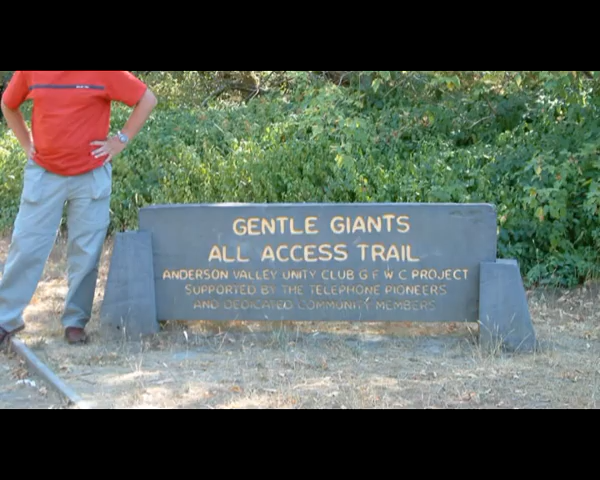 GENTLE GIANTS
ALL ACCESS TRAIL
ANDERSON VALLEY UNITY CLUB G F W C PROJECT
SUPPORTED BY THE TELEPHONE PIONEERS
AND DEDICATED COMMUNITY MEMBERS